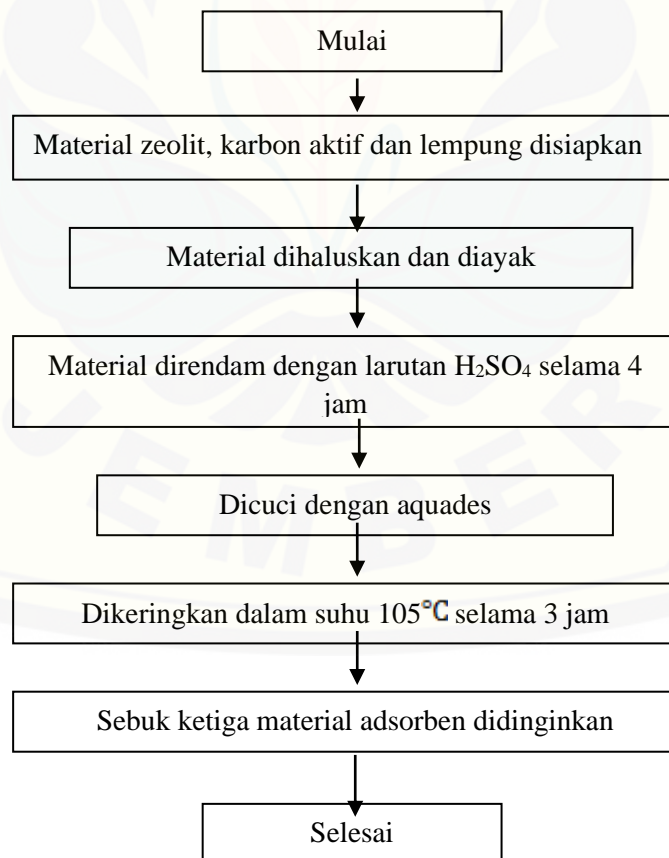 Mulai
Material zeolit, karbon aktif dan lempung disiapkan
Material dihaluskan dan diayak
Material direndam dengan larutan H₂SO₄ selama 4
jam
Dicuci dengan aquades
Dikeringkan dalam suhu 105°C selama 3 jam
Sebuk ketiga material adsorben didinginkan
Selesai
JEMBER